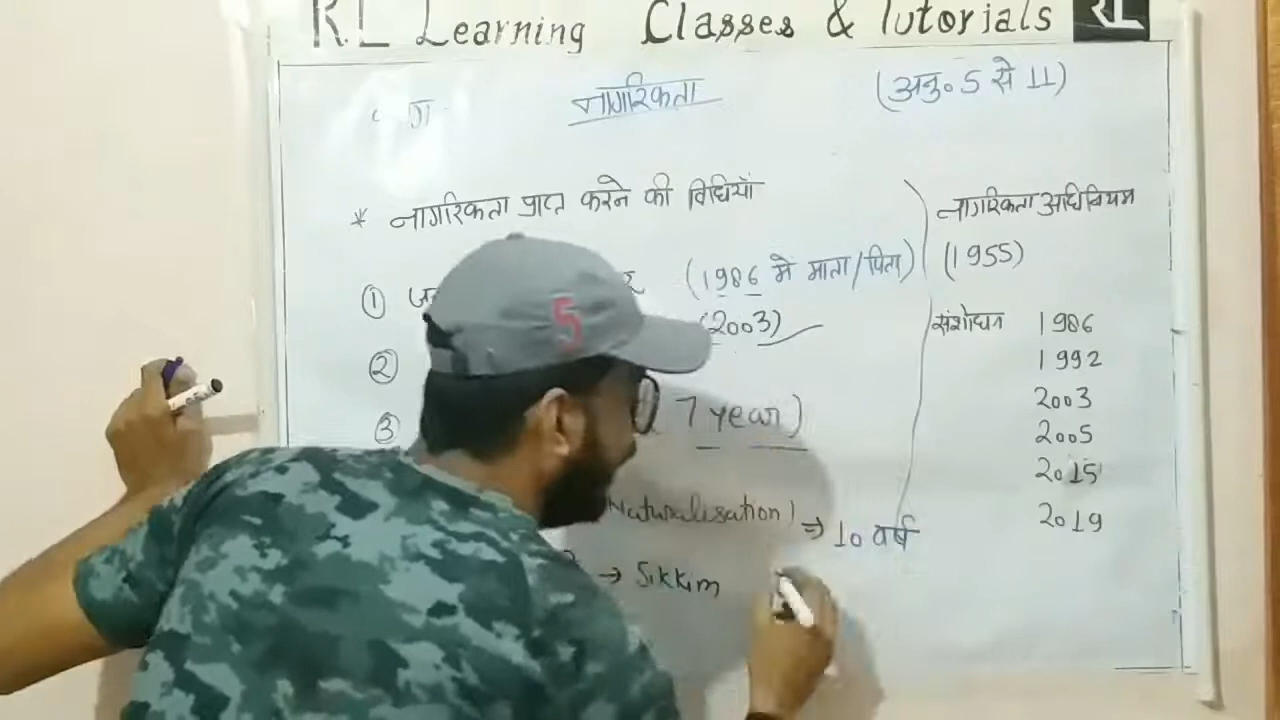 R.L Learning Classes & Tutorials RL
नागरिकता (अनु॰ 5 से 11)
* नागरिकता प्राप्त करने की विधियाँ
① (1986 मे माता/पिता)
(2003)
②
③ 7 year)
Naturalisation) ⇒ 10 वर्ष
→ Sikkim
नागरिकता अधिनियम
(1955)
संशोधन 1986
1992
2003
2005
2015
2019
5